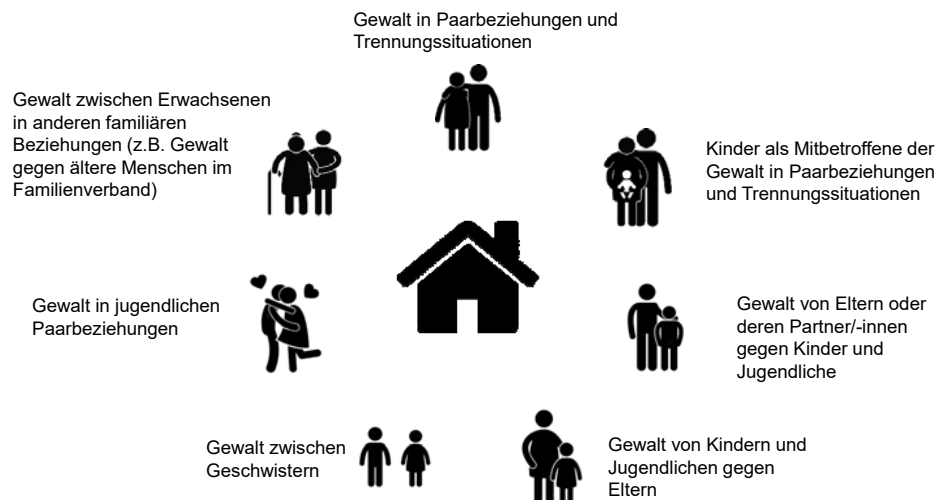 Gewalt in Paarbeziehungen und
Trennungssituationen
Gewalt zwischen Erwachsenen
in anderen familiären
Beziehungen (z.B. Gewalt
gegen ältere Menschen im
Familienverband)
Kinder als Mitbetroffene der
Gewalt in Paarbeziehungen
und Trennungssituationen
Gewalt in jugendlichen
Paarbeziehungen
Gewalt von Eltern oder
deren Partner/-innen
gegen Kinder und
Jugendliche
Gewalt zwischen
Geschwistern
Gewalt von Kindern und
Jugendlichen gegen
Eltern